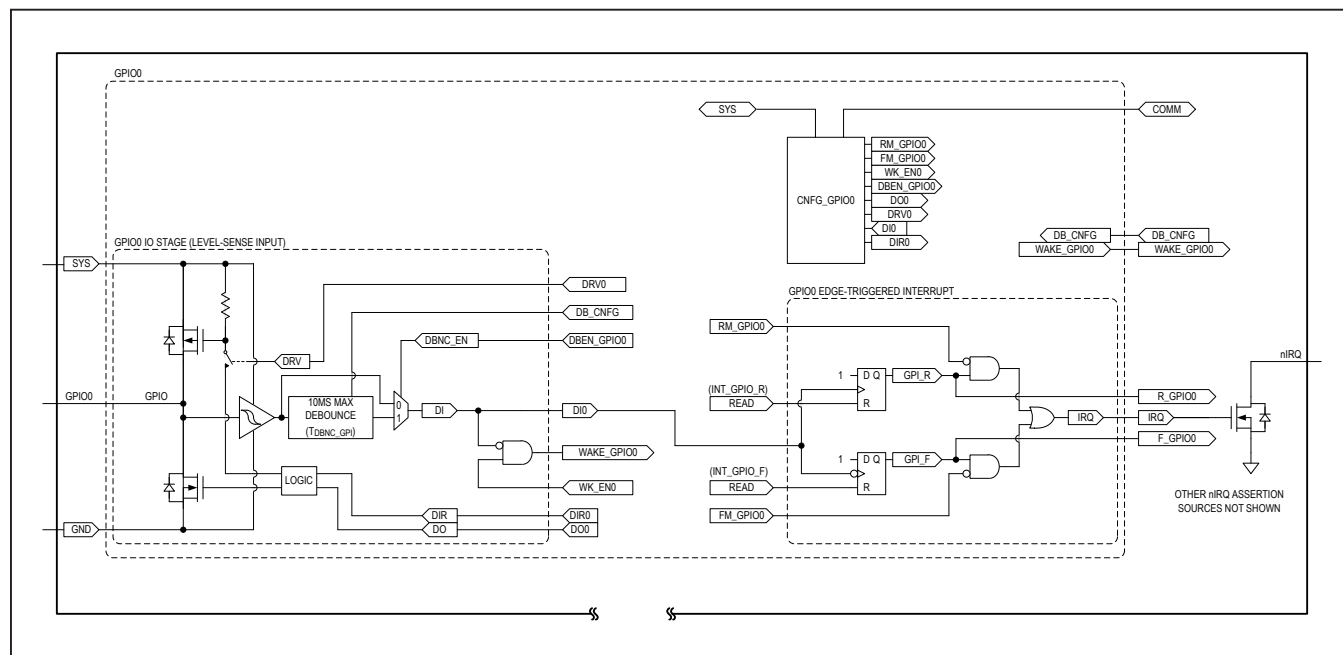 GPIO0
SYS
COMM
CNFG_GPIO0
RM_GPIO0
FM_GPIO0
WK_EN0
DBEN_GPIO0
DO0
DRV0
DI0
DIR0
DB_CNFG
DB_CNFG
WAKE_GPIO0
WAKE_GPIO0
GPIO0 IO STAGE (LEVEL-SENSE INPUT)
SYS
DRV0
DB_CNFG
DBNC_EN
DBEN_GPIO0
DRV
GPIO0
GPIO
10MS MAX
DEBOUNCE
(TDBNC_GPI)
0
1
DI
DI0
WAKE_GPIO0
LOGIC
WK_EN0
DIR
DIR0
GND
DO
DO0
GPIO0 EDGE-TRIGGERED INTERRUPT
RM_GPIO0
nIRQ
1
D Q
GPI_R
(INT_GPIO_R)
READ
R
R_GPIO0
IRQ
IRQ
F_GPIO0
1
D Q
GPI_F
(INT_GPIO_F)
READ
R
FM_GPIO0
OTHER nIRQ ASSERTION
SOURCES NOT SHOWN